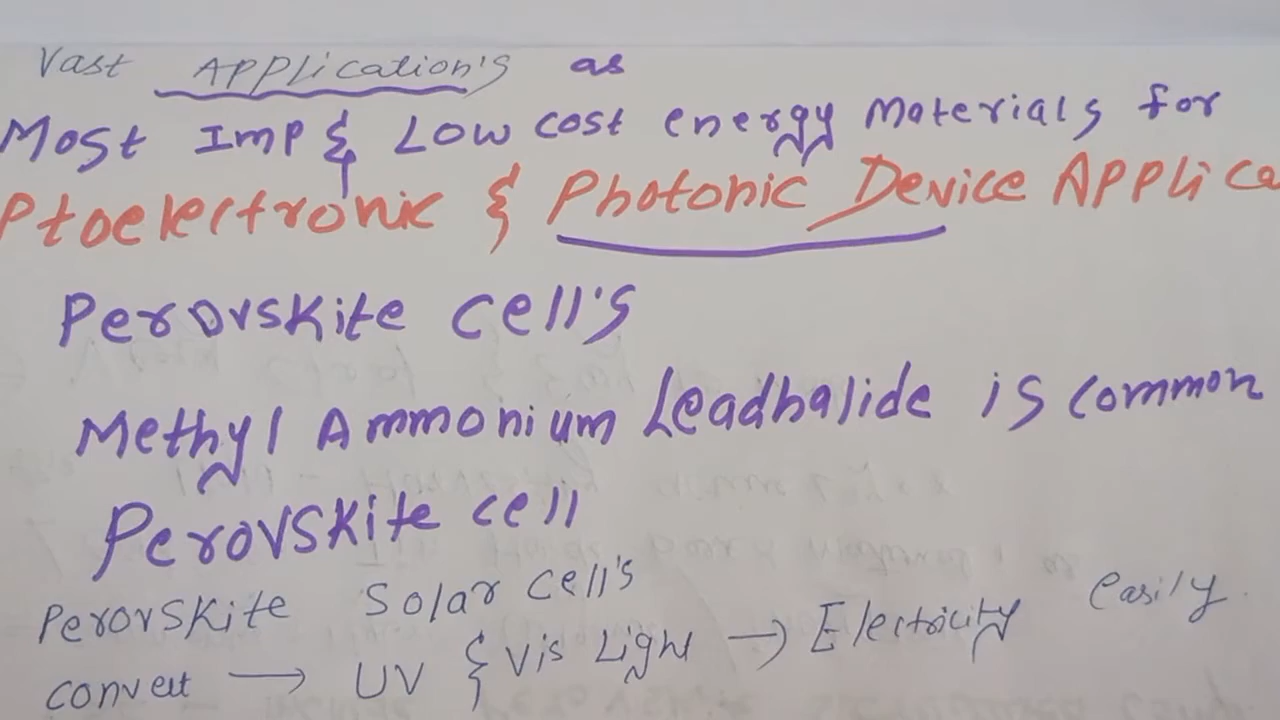 Vast Application's as
Most Imp & Low cost energy Materials for
Ptoelectronic & Photonic Device Applica
Perovskite cell's
Methyl Ammonium Leadhalide is common
Perovskite cell
Perovskite Solar cell's
convert → UV & Vis Light → Electricity easily.